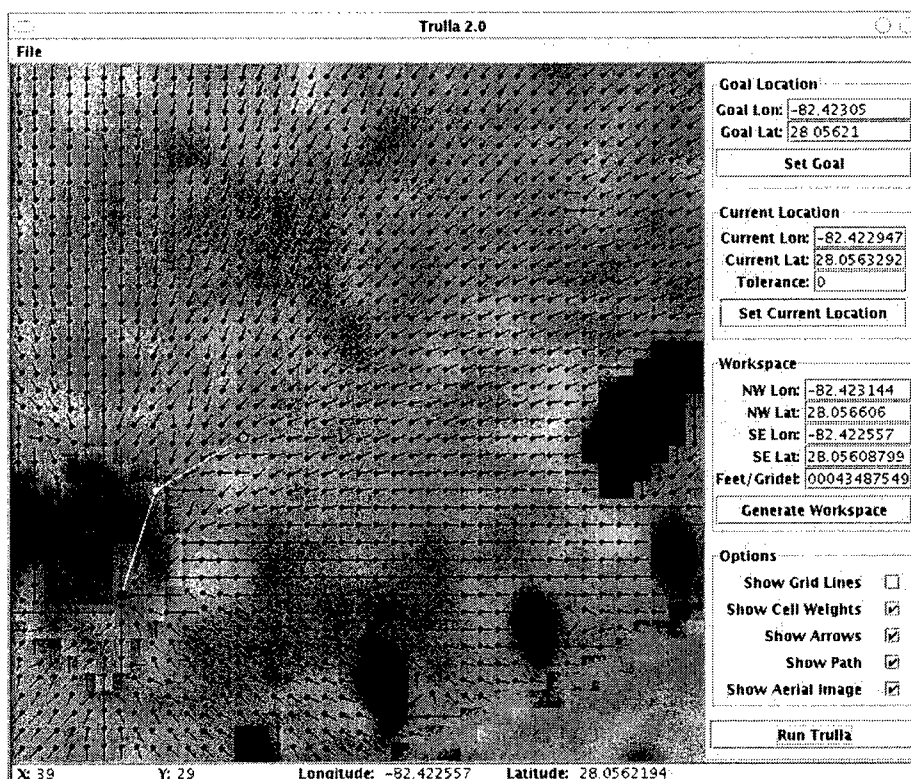 Trulla 2.0
File
Goal Location
Goal Lon: -82.42305
Goal Lat: 28.05621
Set Goal
Current Location
Current Lon: -82.422947
Current Lat: 28.0563292
Tolerance: 0
Set Current Location
Workspace
NW Lon: -82.423144
NW Lat: 28.056606
SE Lon: -82.422557
SE Lat: 28.05608799
Feet/Gridel: 00043487549
Generate Workspace
Options
Show Grid Lines
Show Cell Weights
Show Arrows
Show Path
Show Aerial Image
Run Trulla
X: 39 Y: 29 Longitude: -82.422557 Latitude: 28.0562194